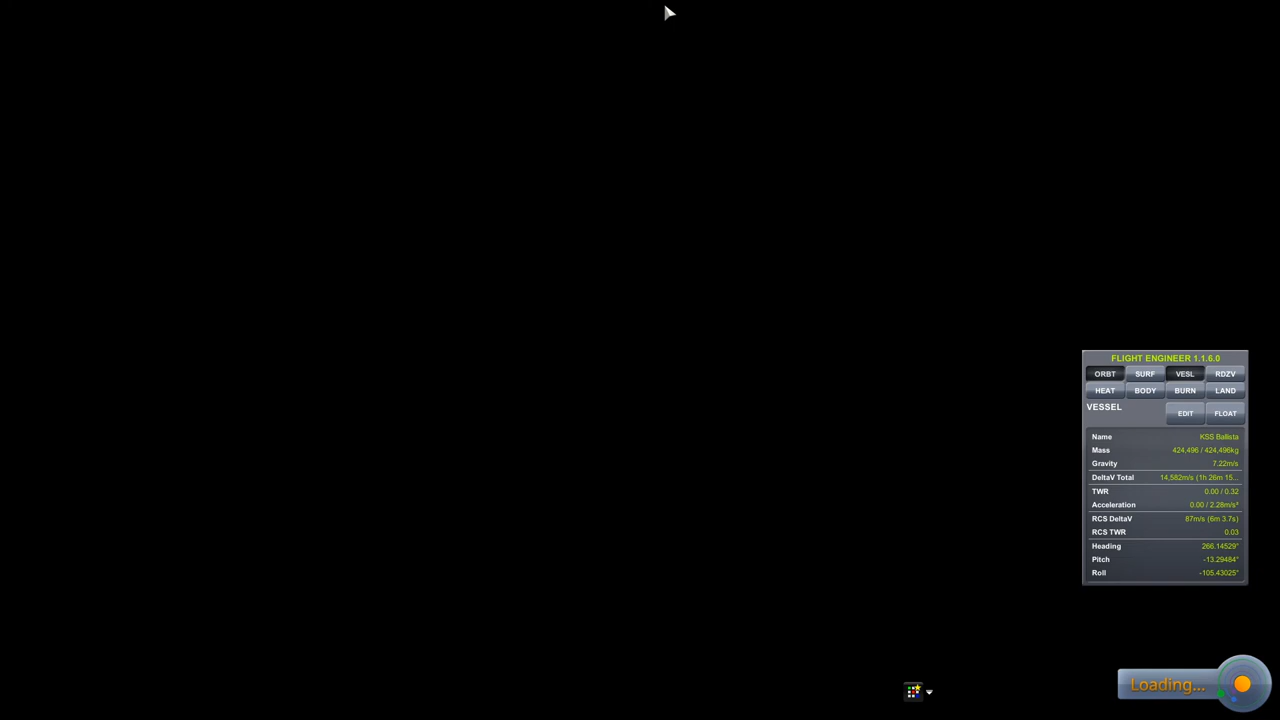 FLIGHT ENGINEER 1.1.6.0
ORBT SURF VESL RDZV
HEAT BODY BURN LAND
VESSEL EDIT FLOAT
Name KSS Ballista
Mass 424,496 / 424,496kg
Gravity 7.22m/s
DeltaV Total 14,582m/s (1h 26m 15...
TWR 0.00 / 0.32
Acceleration 0.00 / 2.28m/s²
RCS DeltaV 87m/s (6m 3.7s)
RCS TWR 0.03
Heading 266.14529°
Pitch -13.29484°
Roll -105.43025°
Loading...